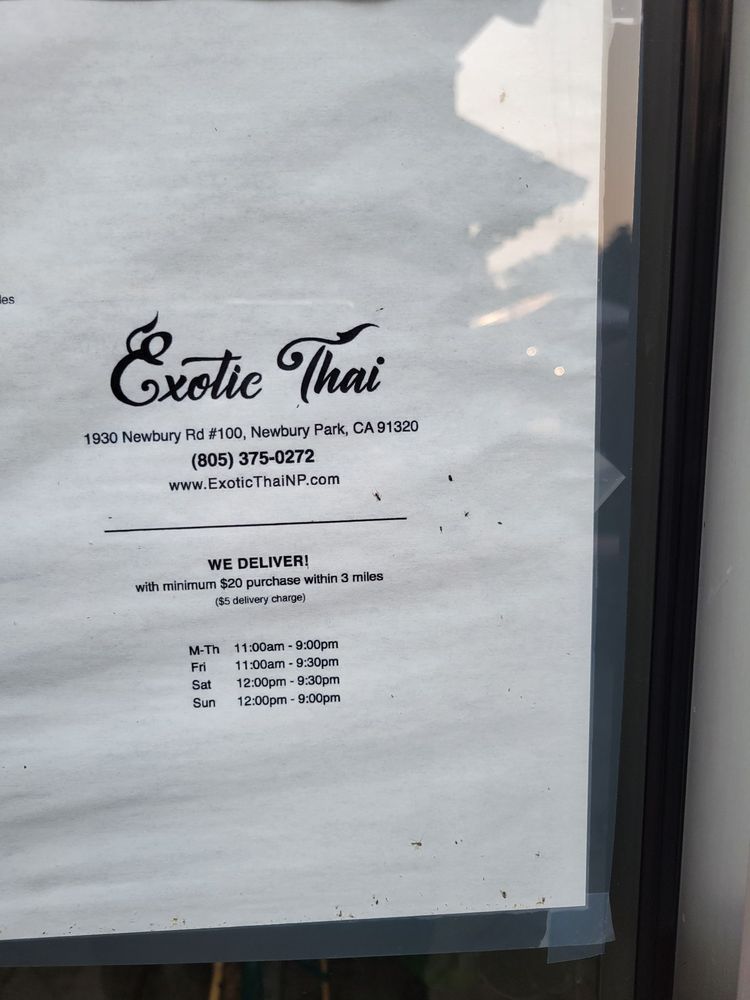 Exotic Thai
1930 Newbury Rd #100, Newbury Park, CA 91320
(805) 375-0272
www.ExoticThaiNP.com
WE DELIVER!
with minimum $20 purchase within 3 miles
($5 delivery charge)
M-Th 11:00am - 9:00pm
Fri 11:00am - 9:30pm
Sat 12:00pm - 9:30pm
Sun 12:00pm - 9:00pm